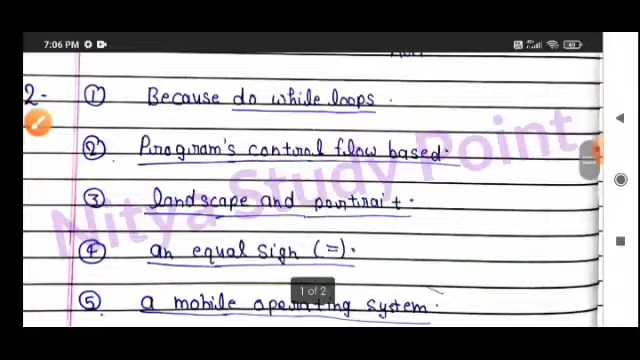 7:06 PM
2- ① Because do while loops.
② Program's control flow based.
③ landscape and portrait.
④ an equal sign (=).
⑤ a mobile operating system.
Nitya Study Point
1 of 2